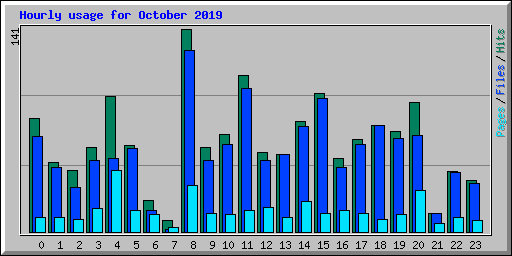 Hourly usage for October 2019
141
Pages/Files/Hits
0 1 2 3 4 5 6 7 8 9 10 11 12 13 14 15 16 17 18 19 20 21 22 23